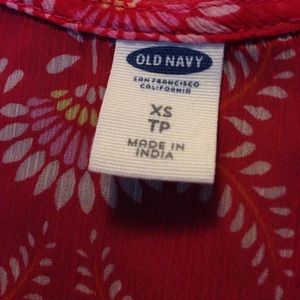 OLD NAVY
SAN FRANCISCO
CALIFORNIA
XS
TP
MADE IN
INDIA